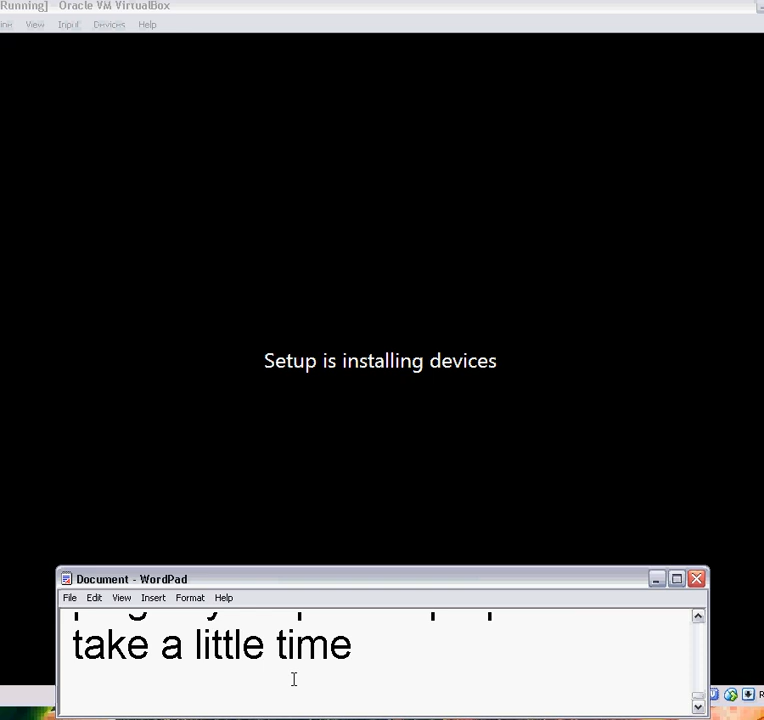 Running] - Oracle VM VirtualBox
View Input Devices Help
Setup is installing devices
Document - WordPad
File Edit View Insert Format Help
take a little time